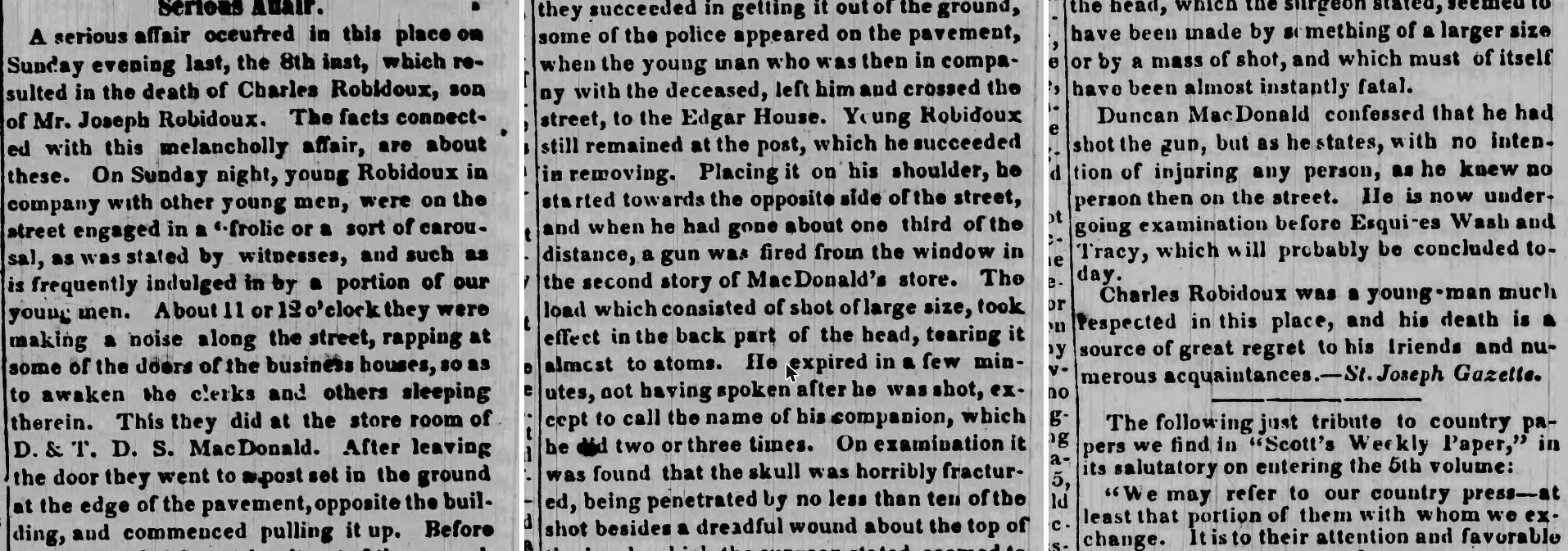 Serious Affair.
A serious affair oceurred in this place on
Sunday evening last, the 8th inst, which re-
sulted in the death of Charles Robidoux, son
of Mr. Joseph Robidoux. The facts connect-
ed with this melancholly affair, are about
these. On Sunday night, young Robidoux in
company with other young men, were on the
street engaged in a "frolic or a sort of carou-
sal, as was stated by witnesses, and such as
is frequently indulged in by a portion of our
young men. About 11 or 12 o'clock they were
making a noise along the street, rapping at
some of the doors of the business houses, so as
to awaken the clerks and others sleeping
therein. This they did at the store room of
D. & T. D. S. MacDonald. After leaving
the door they went to a post set in the ground
at the edge of the pavement, opposite the buil-
ding, and commenced pulling it up. Before
they succeeded in getting it out of the ground,
some of the police appeared on the pavement,
when the young man who was then in compa-
ny with the deceased, left him and crossed the
street, to the Edgar House. Young Robidoux
still remained at the post, which he succeeded
in removing. Placing it on his shoulder, he
started towards the opposite side of the street,
and when he had gone about one third of the
distance, a gun was fired from the window in
the second story of MacDonald's store. The
load which consisted of shot of large size, took
effect in the back part of the head, tearing it
almost to atoms. He expired in a few min-
utes, not having spoken after he was shot, ex-
cept to call the name of his companion, which
he did two or three times. On examination it
was found that the skull was horribly fractur-
ed, being penetrated by no less than ten of the
shot besides a dreadful wound about the top of
the head, which the surgeon stated, seemed to
have been made by something of a larger size
or by a mass of shot, and which must of itself
have been almost instantly fatal.
Duncan MacDonald confessed that he had
shot the gun, but as he states, with no inten-
tion of injuring any person, as he knew no
person then on the street. He is now under-
going examination before Esquires Wash and
Tracy, which will probably be concluded to-
day.
Charles Robidoux was a young-man much
respected in this place, and his death is a
source of great regret to his friends and nu-
merous acquaintances.—St. Joseph Gazette.
The following just tribute to country pa-
pers we find in "Scott's Weekly Paper," in
its salutatory on entering the 5th volume:
"We may refer to our country press—at
least that portion of them with whom we ex-
change. It is to their attention and favorable